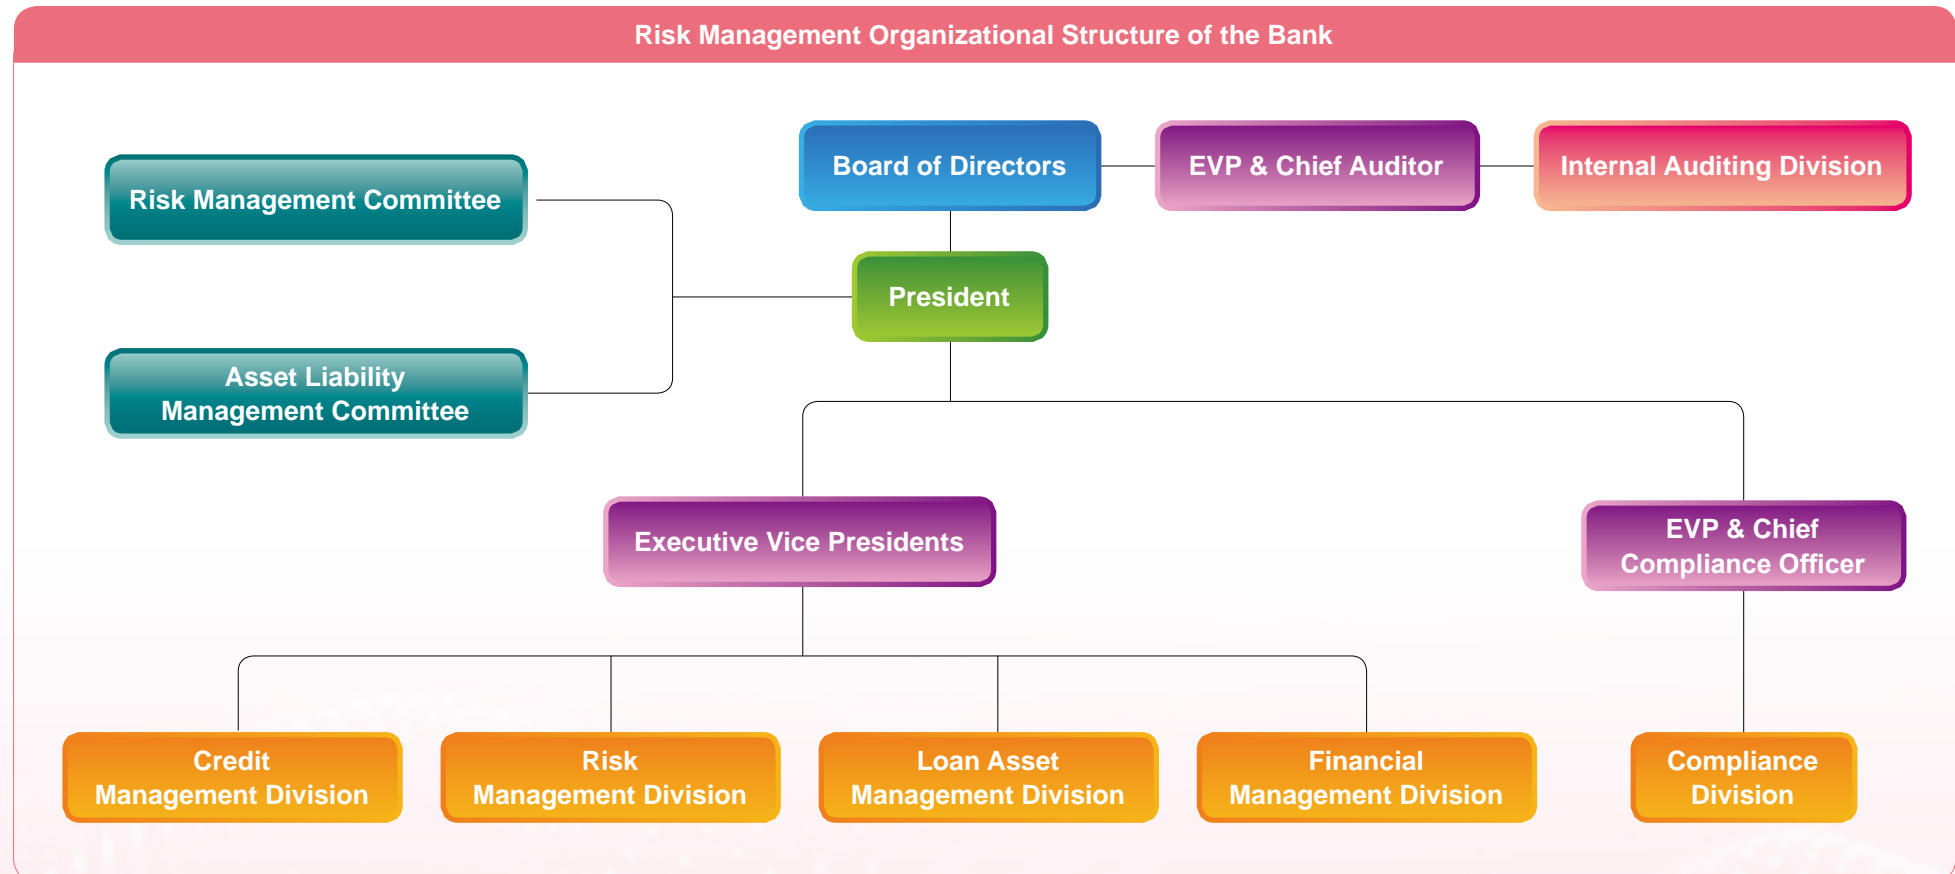 Risk Management Organizational Structure of the Bank
Board of Directors
EVP & Chief Auditor
Internal Auditing Division
Risk Management Committee
President
Asset Liability
Management Committee
Executive Vice Presidents
EVP & Chief
Compliance Officer
Credit
Management Division
Risk
Management Division
Loan Asset
Management Division
Financial
Management Division
Compliance
Division